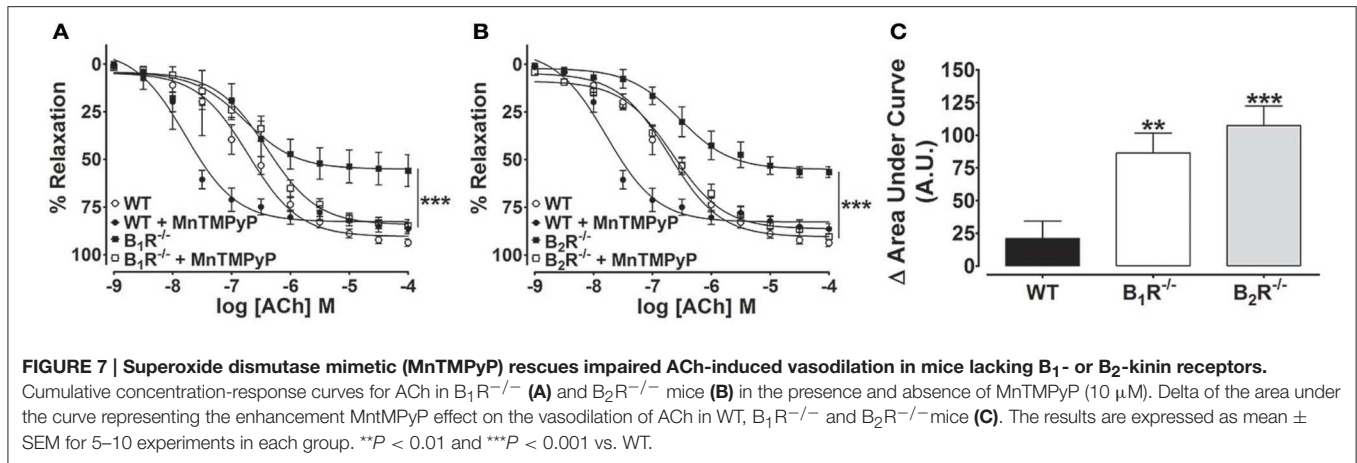 A
% Relaxation
0
25
50
75
100
WT
WT + MnTMPyP
B₁R⁻/⁻
B₁R⁻/⁻ + MnTMPyP
***
-9 -8 -7 -6 -5 -4
log [ACh] M
B
% Relaxation
0
25
50
75
100
WT
WT + MnTMPyP
B₂R⁻/⁻
B₂R⁻/⁻ + MnTMPyP
***
-9 -8 -7 -6 -5 -4
log [ACh] M
C
Δ Area Under Curve
(A.U.)
150
125
100
75
50
25
0
**
***
WT B₁R⁻/⁻ B₂R⁻/⁻
FIGURE 7 | Superoxide dismutase mimetic (MnTMPyP) rescues impaired ACh-induced vasodilation in mice lacking B₁- or B₂-kinin receptors.
Cumulative concentration-response curves for ACh in B₁R⁻/⁻ (A) and B₂R⁻/⁻ mice (B) in the presence and absence of MnTMPyP (10 μM). Delta of the area under
the curve representing the enhancement MntMPyP effect on the vasodilation of ACh in WT, B₁R⁻/⁻ and B₂R⁻/⁻mice (C). The results are expressed as mean ±
SEM for 5–10 experiments in each group. **P < 0.01 and ***P < 0.001 vs. WT.